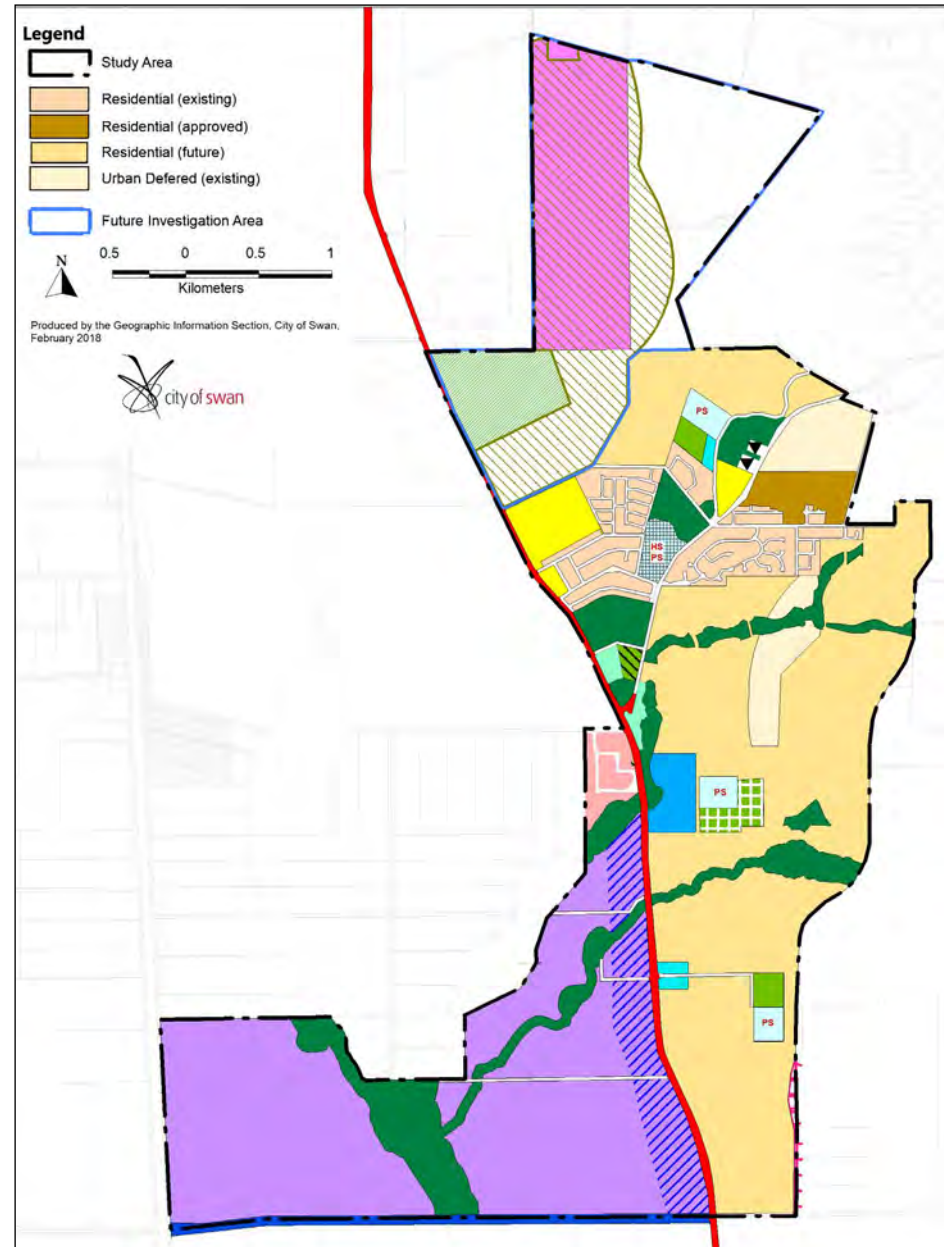 Legend
Study Area
Residential (existing)
Residential (approved)
Residential (future)
Urban Defered (existing)
Future Investigation Area
N
0.5 0 0.5 1
Kilometers
Produced by the Geographic Information Section, City of Swan,
February 2018
city of swan
PS
HS
PS
PS
PS